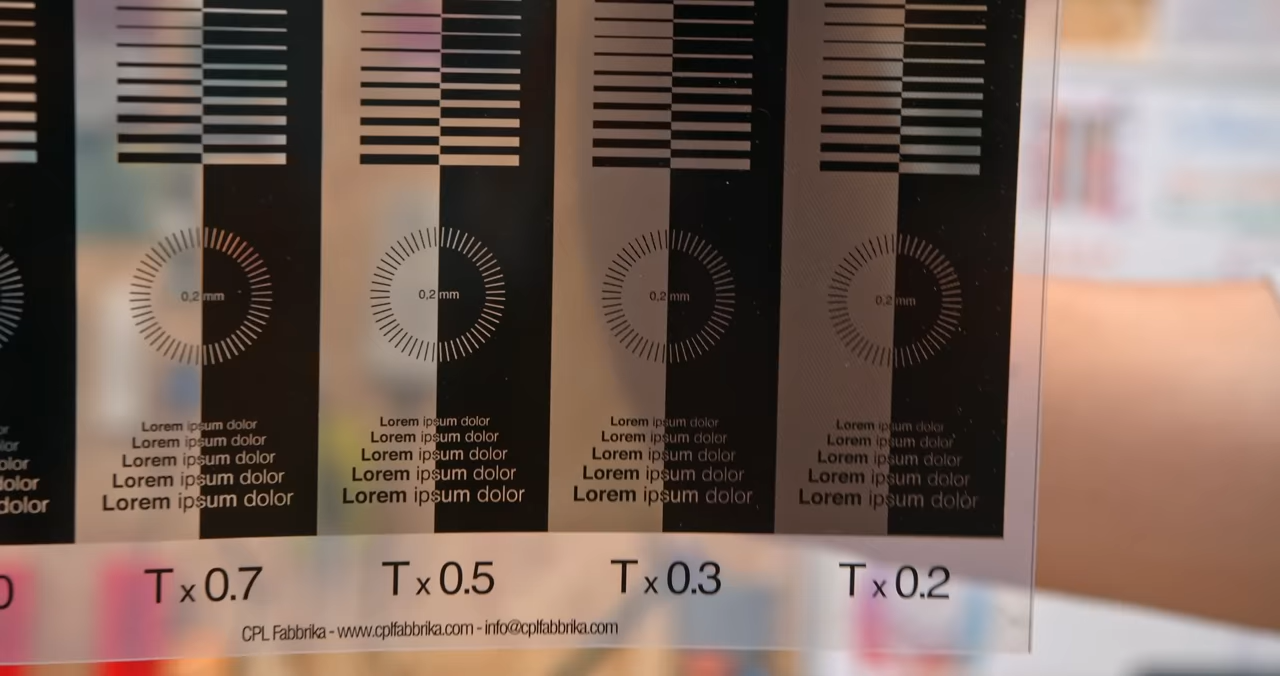 0,2 mm 0,2 mm 0,2 mm 0,2 mm
Lorem ipsum dolor Lorem ipsum dolor Lorem ipsum dolor Lorem ipsum dolor
Lorem ipsum dolor Lorem ipsum dolor Lorem ipsum dolor Lorem ipsum dolor
dolor Lorem ipsum dolor Lorem ipsum dolor Lorem ipsum dolor Lorem ipsum dolor
dolor Lorem ipsum dolor Lorem ipsum dolor Lorem ipsum dolor Lorem ipsum dolor
dolor Lorem ipsum dolor Lorem ipsum dolor Lorem ipsum dolor Lorem ipsum dolor
0 T x 0.7 T x 0.5 T x 0.3 T x 0.2
CPL Fabbrika - www.cplfabbrika.com - info@cplfabbrika.com